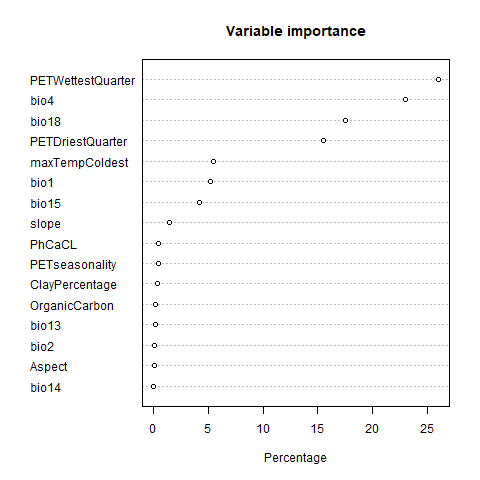 Variable importance
PETWettestQuarter
bio4
bio18
PETDriestQuarter
maxTempColdest
bio1
bio15
slope
PhCaCL
PETseasonality
ClayPercentage
OrganicCarbon
bio13
bio2
Aspect
bio14
0 5 10 15 20 25
Percentage